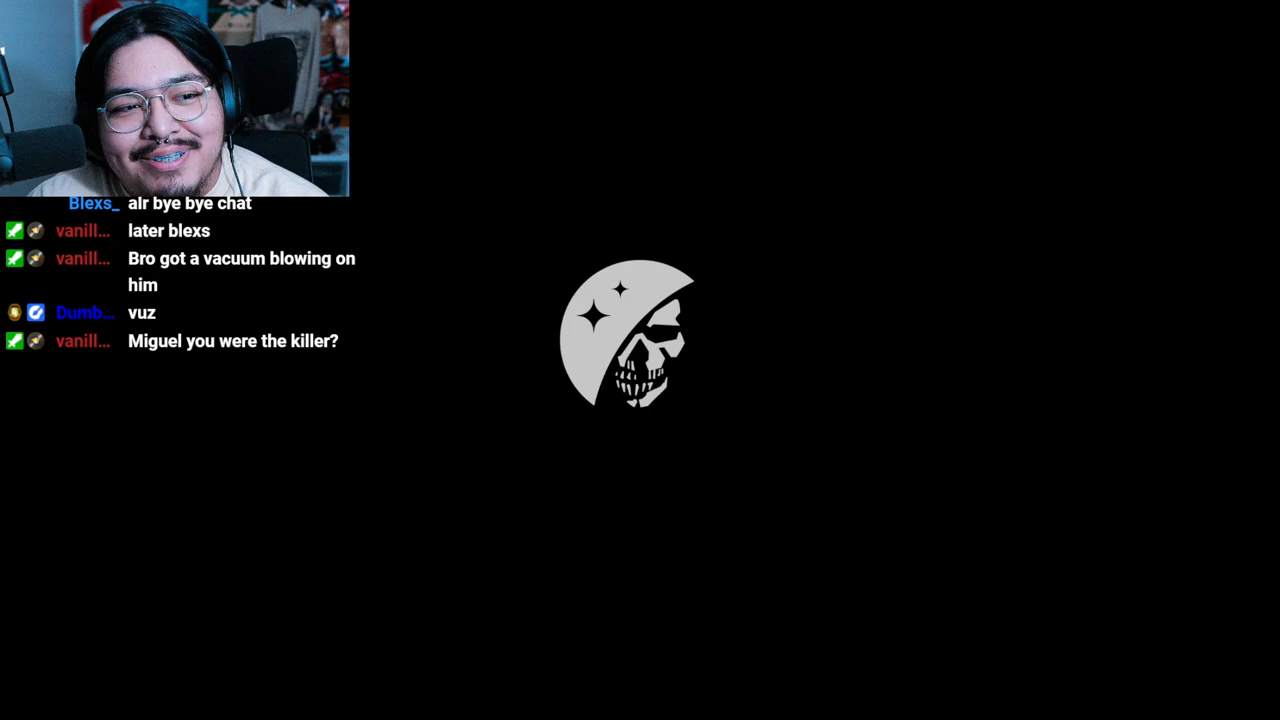 Blexs_ alr bye bye chat
vanill... later blexs
vanill... Bro got a vacuum blowing on
him
Dumb... vuz
vanill... Miguel you were the killer?